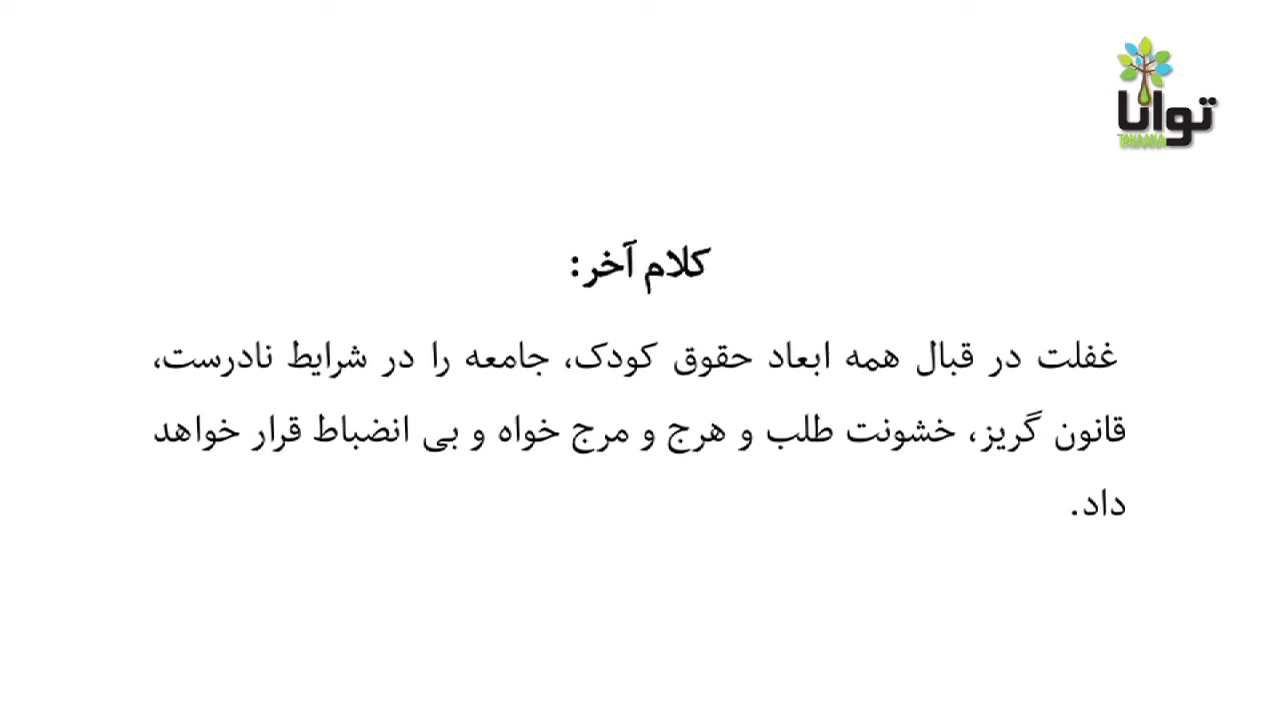 توانا
TAVAANA
کلام آخر:
غفلت در قبال همه ابعاد حقوق کودک، جامعه را در شرایط نادرست،
قانون گریز، خشونت طلب و هرج و مرج خواه و بی انضباط قرار خواهد
داد.